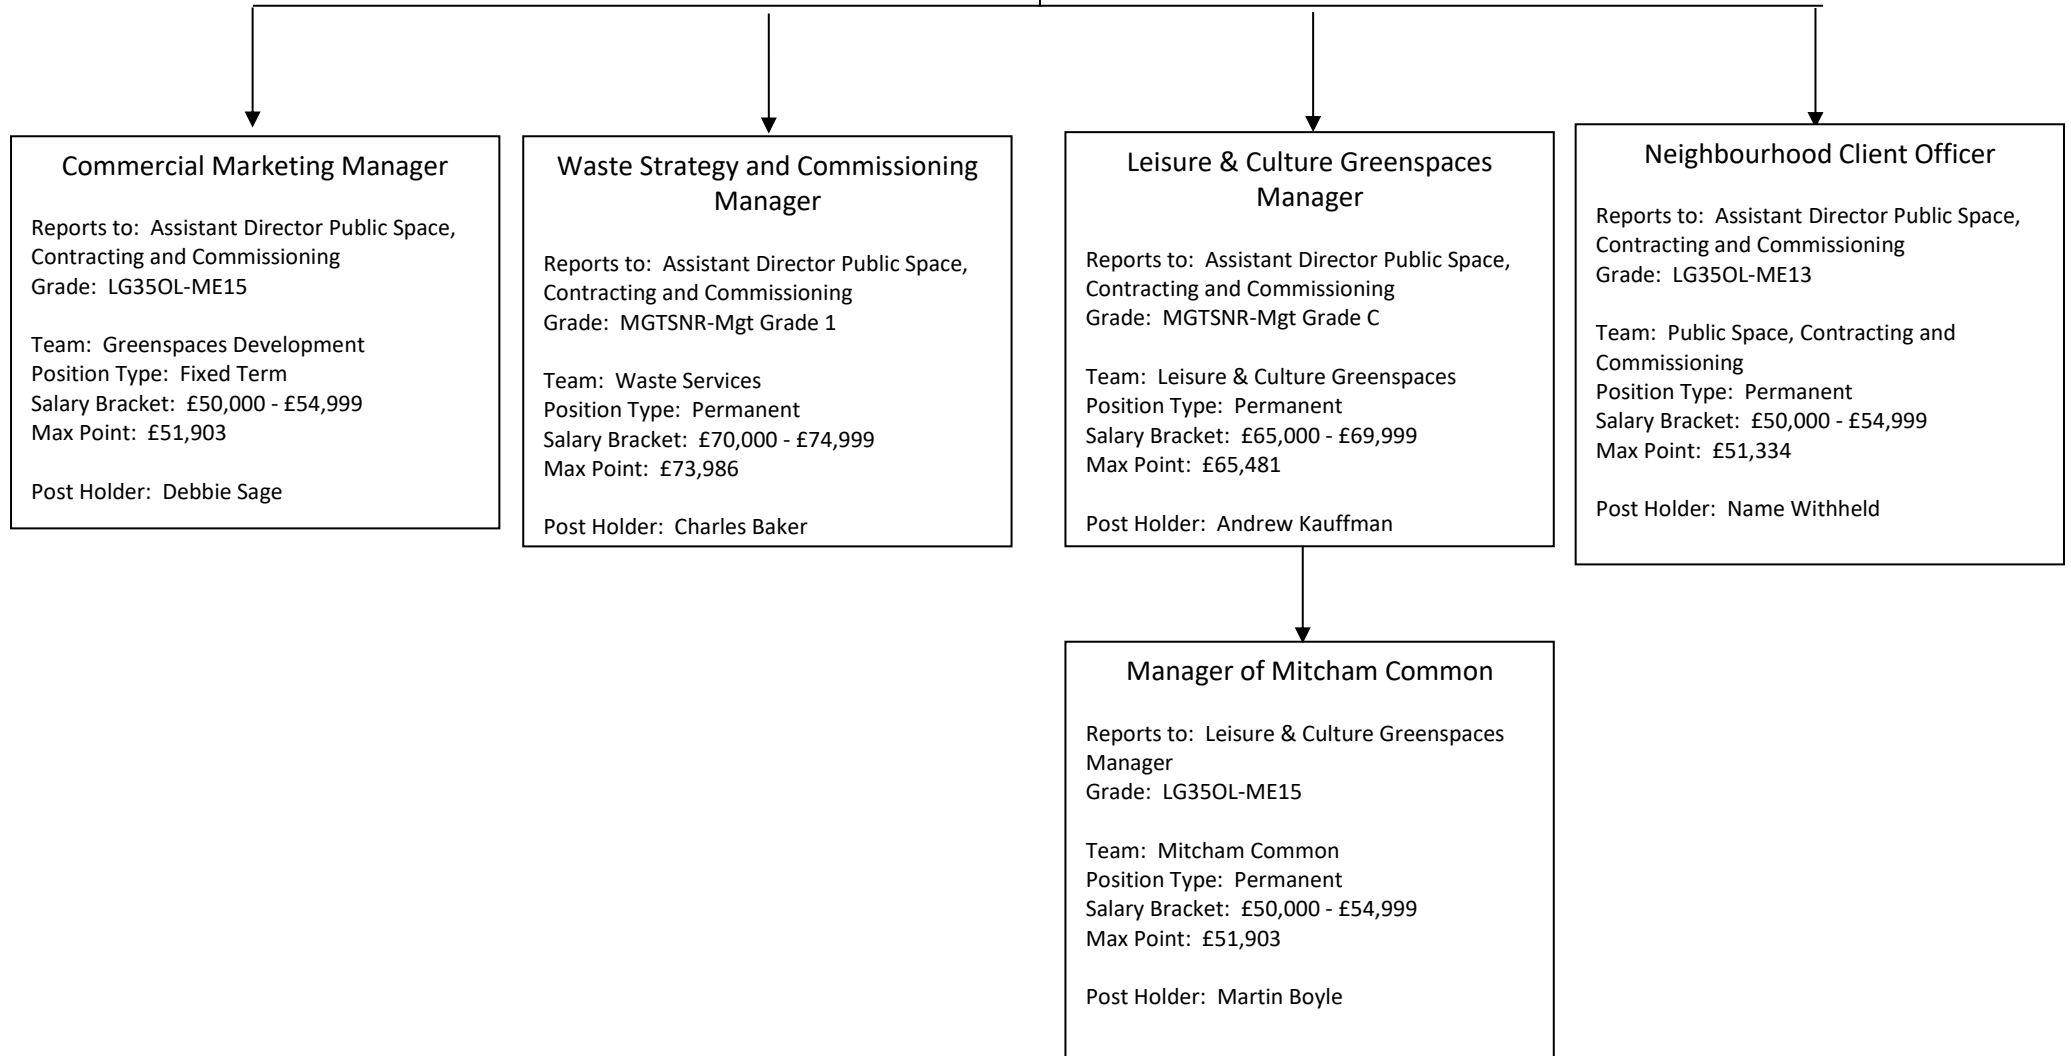 Commercial Marketing Manager
Reports to: Assistant Director Public Space,
Contracting and Commissioning
Grade: LG35OL-ME15
Team: Greenspaces Development
Position Type: Fixed Term
Salary Bracket: £50,000 - £54,999
Max Point: £51,903
Post Holder: Debbie Sage
Waste Strategy and Commissioning
Manager
Reports to: Assistant Director Public Space,
Contracting and Commissioning
Grade: MGTSNR-Mgt Grade 1
Team: Waste Services
Position Type: Permanent
Salary Bracket: £70,000 - £74,999
Max Point: £73,986
Post Holder: Charles Baker
Leisure & Culture Greenspaces
Manager
Reports to: Assistant Director Public Space,
Contracting and Commissioning
Grade: MGTSNR-Mgt Grade C
Team: Leisure & Culture Greenspaces
Position Type: Permanent
Salary Bracket: £65,000 - £69,999
Max Point: £65,481
Post Holder: Andrew Kauffman
Neighbourhood Client Officer
Reports to: Assistant Director Public Space,
Contracting and Commissioning
Grade: LG35OL-ME13
Team: Public Space, Contracting and
Commissioning
Position Type: Permanent
Salary Bracket: £50,000 - £54,999
Max Point: £51,334
Post Holder: Name Withheld
Manager of Mitcham Common
Reports to: Leisure & Culture Greenspaces
Manager
Grade: LG35OL-ME15
Team: Mitcham Common
Position Type: Permanent
Salary Bracket: £50,000 - £54,999
Max Point: £51,903
Post Holder: Martin Boyle